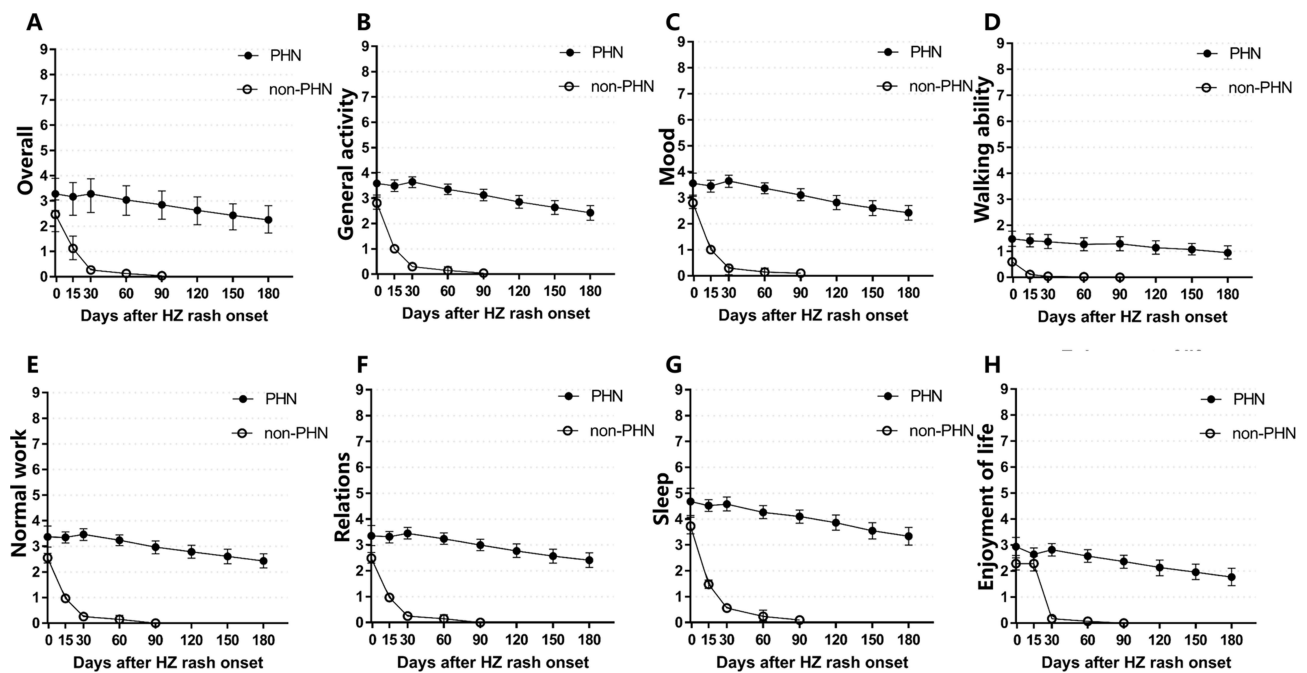 A
Overall
9
8
7
6
5
4
3
2
1
0
PHN
non-PHN
0 15 30 60 90 120 150 180
Days after HZ rash onset
B
General activity
9
8
7
6
5
4
3
2
1
0
PHN
non-PHN
0 15 30 60 90 120 150 180
Days after HZ rash onset
C
Mood
9
8
7
6
5
4
3
2
1
0
PHN
non-PHN
0 15 30 60 90 120 150 180
Days after HZ rash onset
D
Walking ability
9
8
7
6
5
4
3
2
1
0
PHN
non-PHN
0 15 30 60 90 120 150 180
Days after HZ rash onset
E
Normal work
9
8
7
6
5
4
3
2
1
0
PHN
non-PHN
0 15 30 60 90 120 150 180
Days after HZ rash onset
F
Relations
9
8
7
6
5
4
3
2
1
0
PHN
non-PHN
0 15 30 60 90 120 150 180
Days after HZ rash onset
G
Sleep
9
8
7
6
5
4
3
2
1
0
PHN
non-PHN
0 15 30 60 90 120 150 180
Days after HZ rash onset
H
Enjoyment of life
9
8
7
6
5
4
3
2
1
0
PHN
non-PHN
0 15 30 60 90 120 150 180
Days after HZ rash onset